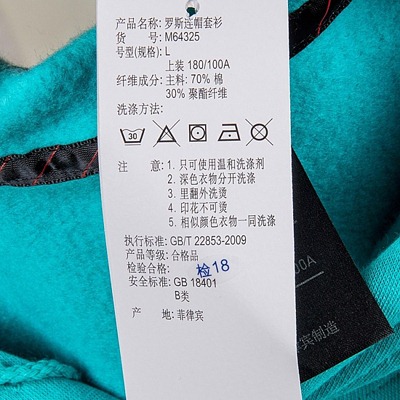 产品名称: 罗斯连帽套衫
货 号: M64325
号型(规格): L
上装 180/100A
纤维成分: 主料: 70% 棉
30% 聚酯纤维
洗涤方法:
30
注 意: 1. 只可使用温和洗涤剂
2. 深色衣物分开洗涤
3. 里翻外洗烫
4. 印花不可烫
5. 相似颜色衣物一同洗涤
执行标准: GB/T 22853-2009
产品等级: 合格品
检验合格: 检18
安全标准: GB 18401
B类
产 地: 菲律宾
00A
宾制造